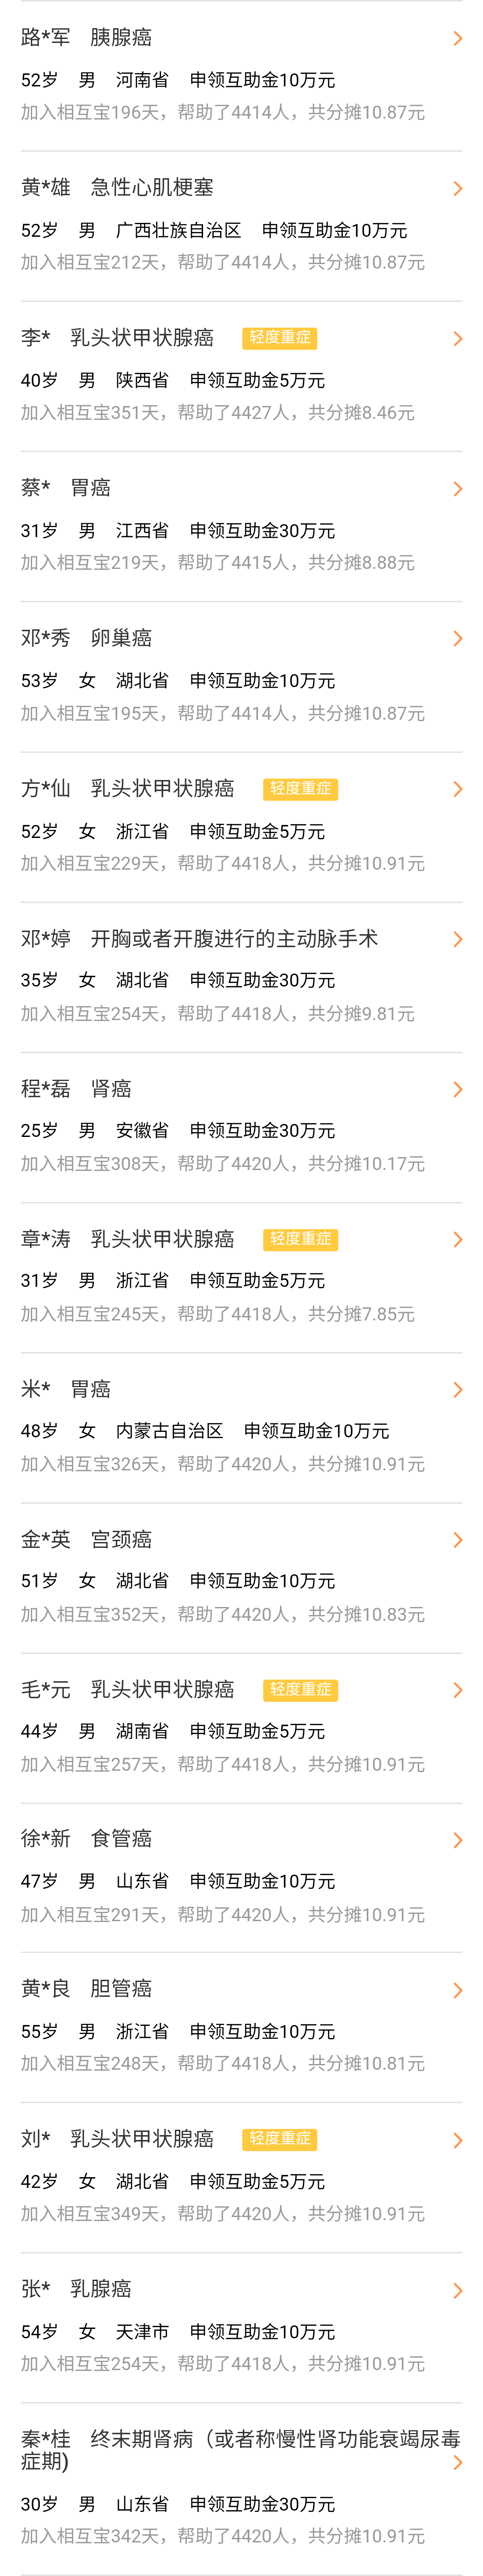 路*军 胰腺癌
52岁 男 河南省 申领互助金10万元
加入相互宝196天，帮助了4414人，共分摊10.87元
黄*雄 急性心肌梗塞
52岁 男 广西壮族自治区 申领互助金10万元
加入相互宝212天，帮助了4414人，共分摊10.87元
李* 乳头状甲状腺癌 轻度重症
40岁 男 陕西省 申领互助金5万元
加入相互宝351天，帮助了4427人，共分摊8.46元
蔡* 胃癌
31岁 男 江西省 申领互助金30万元
加入相互宝219天，帮助了4415人，共分摊8.88元
邓*秀 卵巢癌
53岁 女 湖北省 申领互助金10万元
加入相互宝195天，帮助了4414人，共分摊10.87元
方*仙 乳头状甲状腺癌 轻度重症
52岁 女 浙江省 申领互助金5万元
加入相互宝229天，帮助了4418人，共分摊10.91元
邓*婷 开胸或者开腹进行的主动脉手术
35岁 女 湖北省 申领互助金30万元
加入相互宝254天，帮助了4418人，共分摊9.81元
程*磊 肾癌
25岁 男 安徽省 申领互助金30万元
加入相互宝308天，帮助了4420人，共分摊10.17元
章*涛 乳头状甲状腺癌 轻度重症
31岁 男 浙江省 申领互助金5万元
加入相互宝245天，帮助了4418人，共分摊7.85元
米* 胃癌
48岁 女 内蒙古自治区 申领互助金10万元
加入相互宝326天，帮助了4420人，共分摊10.91元
金*英 宫颈癌
51岁 女 湖北省 申领互助金10万元
加入相互宝352天，帮助了4420人，共分摊10.83元
毛*元 乳头状甲状腺癌 轻度重症
44岁 男 湖南省 申领互助金5万元
加入相互宝257天，帮助了4418人，共分摊10.91元
徐*新 食管癌
47岁 男 山东省 申领互助金10万元
加入相互宝291天，帮助了4420人，共分摊10.91元
黄*良 胆管癌
55岁 男 浙江省 申领互助金10万元
加入相互宝248天，帮助了4418人，共分摊10.81元
刘* 乳头状甲状腺癌 轻度重症
42岁 女 湖北省 申领互助金5万元
加入相互宝349天，帮助了4420人，共分摊10.91元
张* 乳腺癌
54岁 女 天津市 申领互助金10万元
加入相互宝254天，帮助了4418人，共分摊10.91元
秦*桂 终末期肾病（或者称慢性肾功能衰竭尿毒
症期)
30岁 男 山东省 申领互助金30万元
加入相互宝342天，帮助了4420人，共分摊10.91元